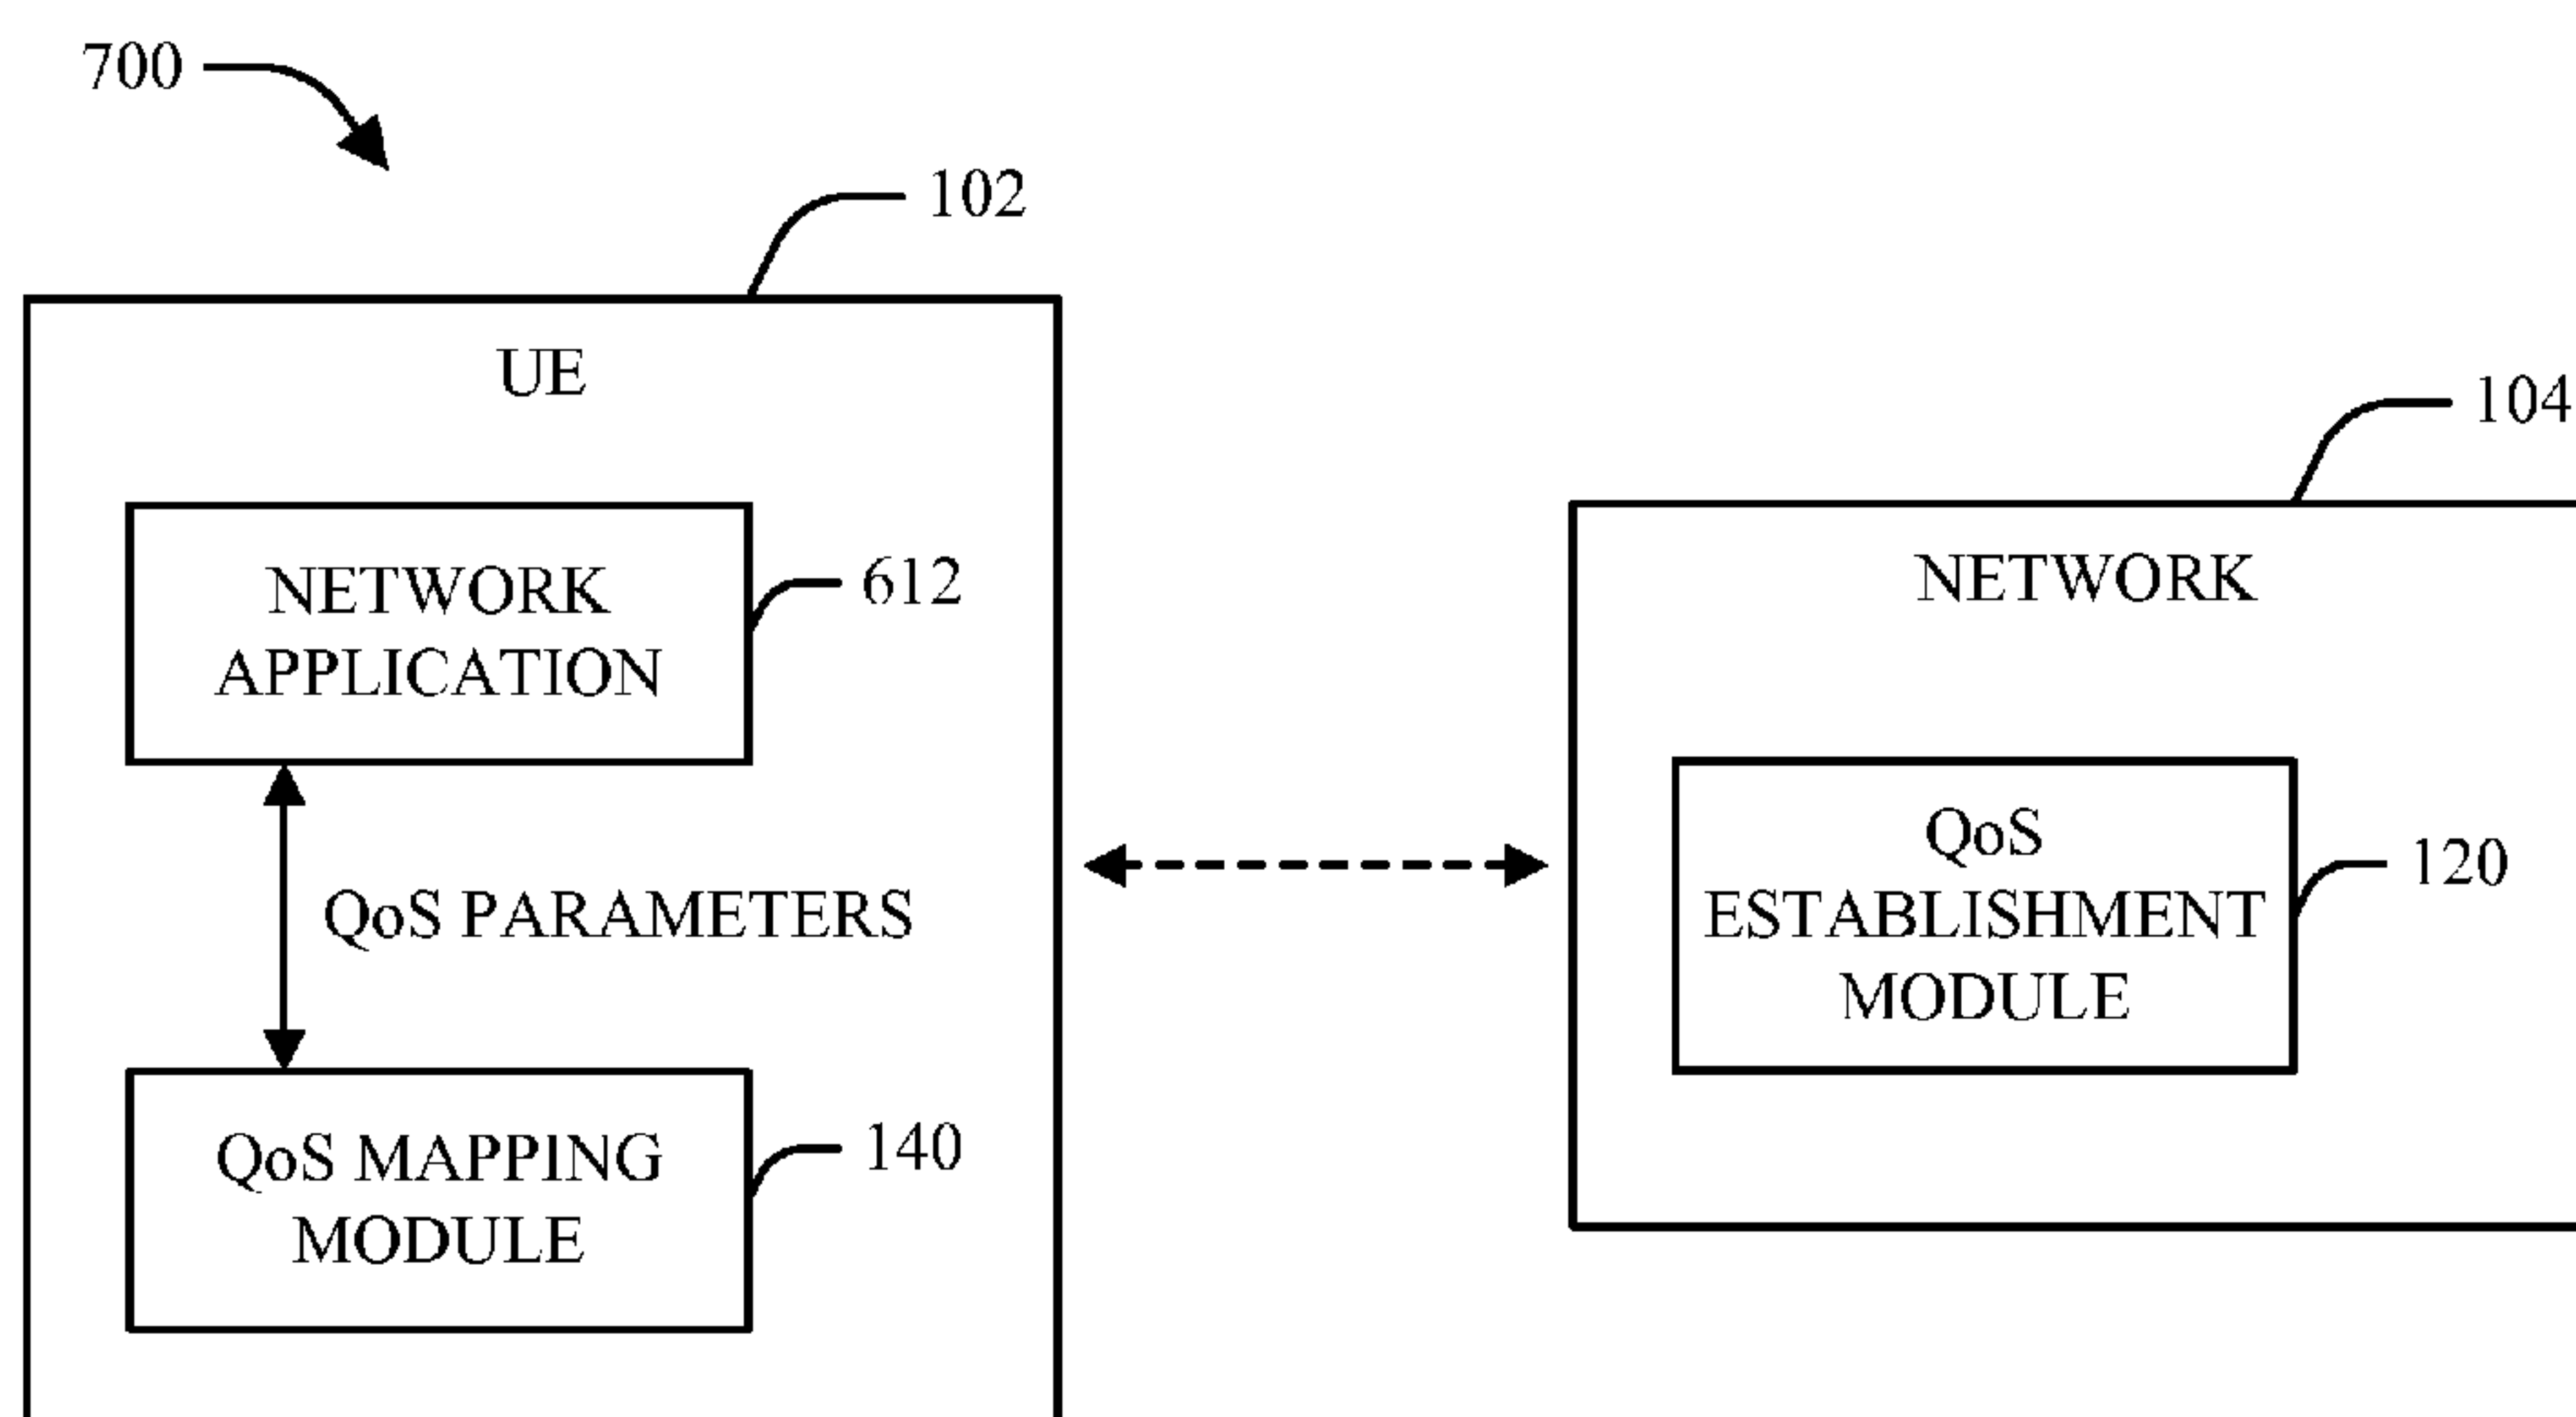 700
102
UE
104
NETWORK
APPLICATION
612
NETWORK
QoS
ESTABLISHMENT
MODULE
120
QoS PARAMETERS
QoS MAPPING
MODULE
140